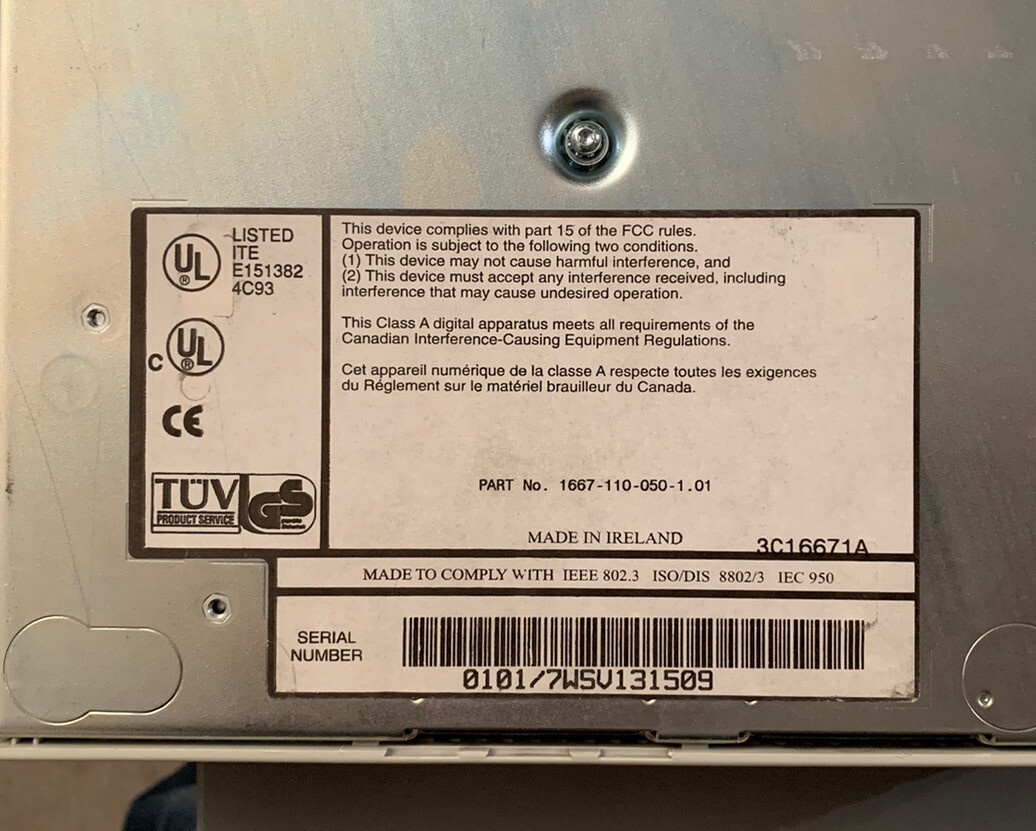 UL
®
LISTED
ITE
E151382
4C93
C UL
®
CE
TÜV
PRODUCT SERVICE
GS
This device complies with part 15 of the FCC rules.
Operation is subject to the following two conditions.
(1) This device may not cause harmful interference, and
(2) This device must accept any interference received, including
interference that may cause undesired operation.
This Class A digital apparatus meets all requirements of the
Canadian Interference-Causing Equipment Regulations.
Cet appareil numérique de la classe A respecte toutes les exigences
du Réglement sur le matériel brauilleur du Canada.
PART No. 1667-110-050-1.01
MADE IN IRELAND
3C16671A
MADE TO COMPLY WITH IEEE 802.3 ISO/DIS 8802/3 IEC 950
SERIAL
NUMBER
0101/7WSV131509